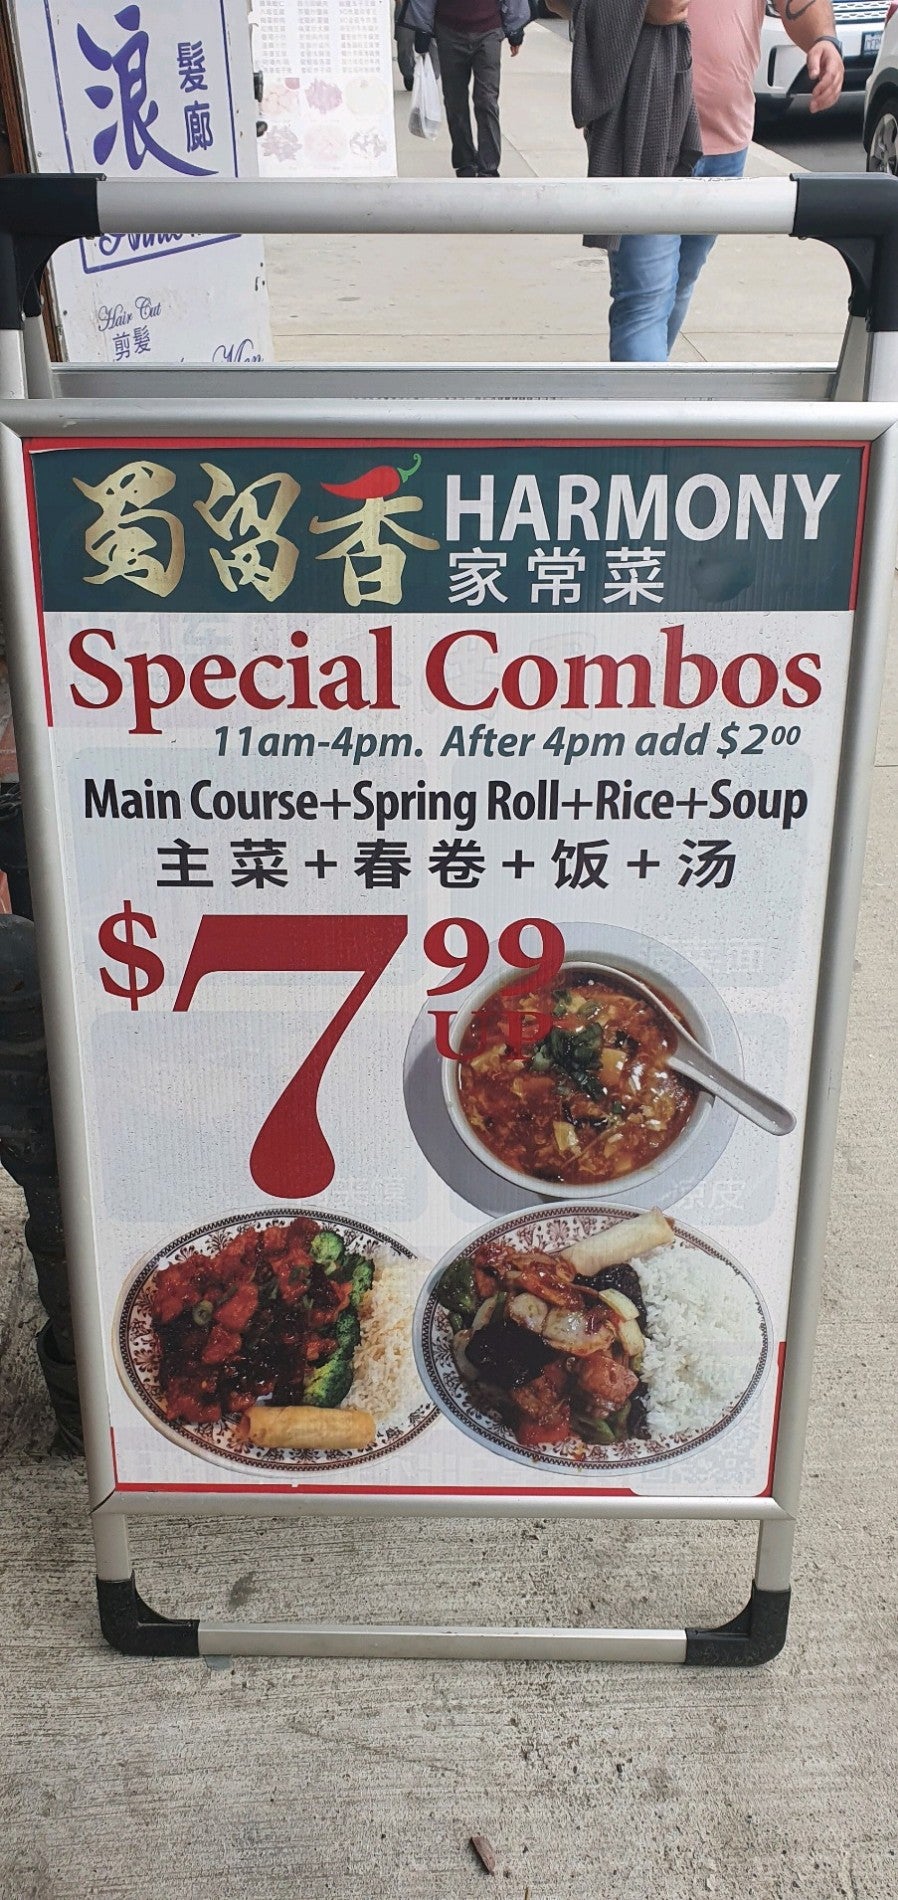 浪
髮廊
Hair Cut
剪髮
蜀留香
HARMONY
家常菜
Special Combos
11am-4pm. After 4pm add $2.00
Main Course+Spring Roll+Rice+Soup
主菜+春卷+饭+汤
$7.99
UP
凉皮